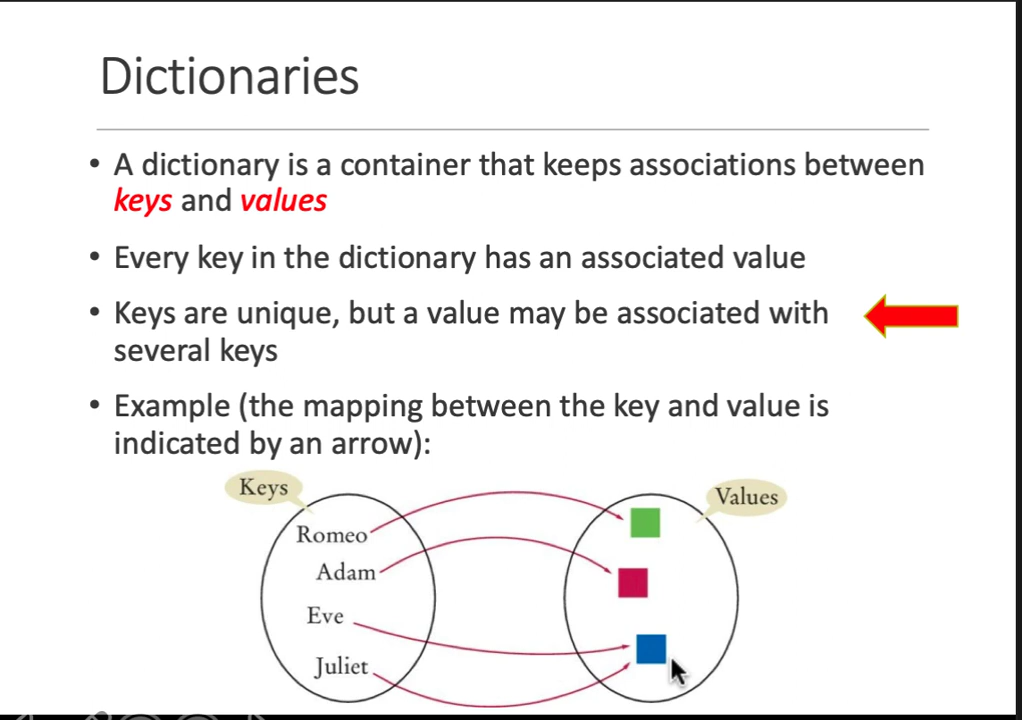 Dictionaries
• A dictionary is a container that keeps associations between
keys and values
• Every key in the dictionary has an associated value
• Keys are unique, but a value may be associated with
several keys
• Example (the mapping between the key and value is
indicated by an arrow):
Keys
Values
Romeo
Adam
Eve
Juliet